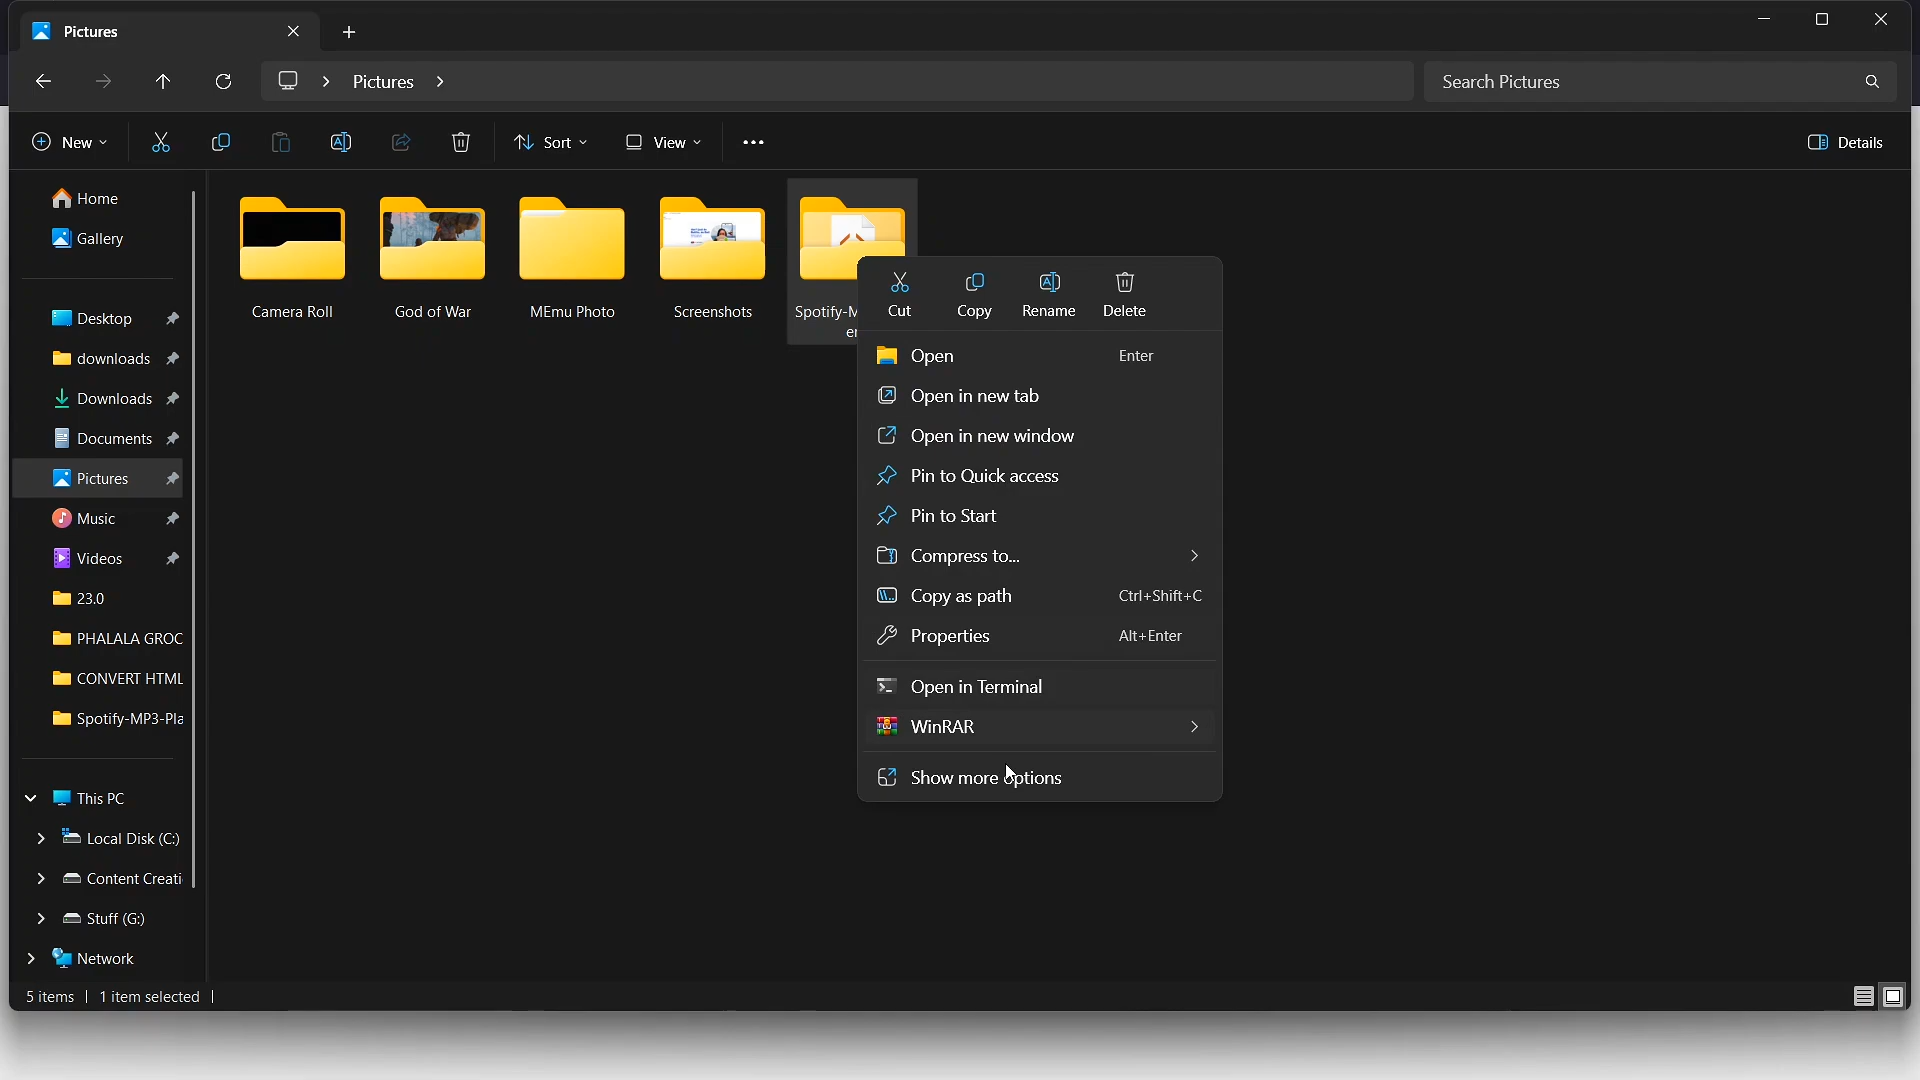 Pictures
Pictures
Search Pictures
New
Sort
View
Details
Home
Gallery
Desktop
downloads
Downloads
Documents
Pictures
Music
Videos
23.0
PHALALA GROC
CONVERT HTML
Spotify-MP3-Pla
This PC
Local Disk (C:)
Content Creati
Stuff (G:)
Network
Camera Roll
God of War
MEmu Photo
Screenshots
Spotify-M
er
Cut
Copy
Rename
Delete
Open Enter
Open in new tab
Open in new window
Pin to Quick access
Pin to Start
Compress to...
Copy as path Ctrl+Shift+C
Properties Alt+Enter
Open in Terminal
WinRAR
Show more options
5 items 1 item selected